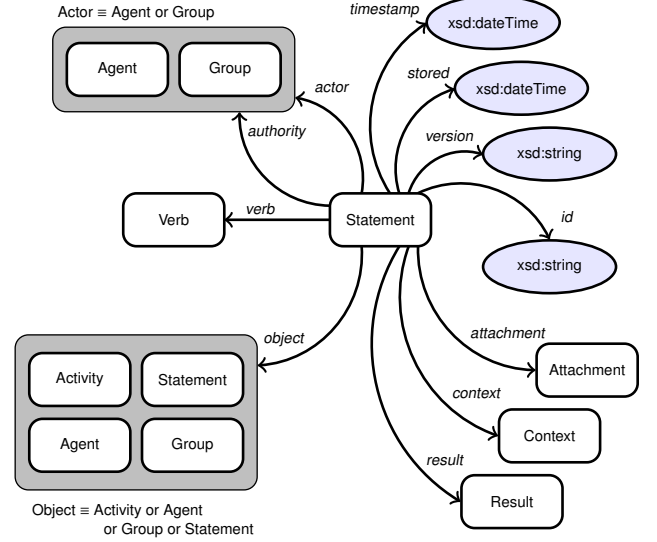 Actor ≡ Agent or Group
timestamp
xsd:dateTime
Agent
Group
actor
stored
xsd:dateTime
authority
version
xsd:string
Verb
verb
Statement
id
xsd:string
object
attachment
Activity
Statement
Attachment
context
Agent
Group
Context
result
Result
Object ≡ Activity or Agent
or Group or Statement